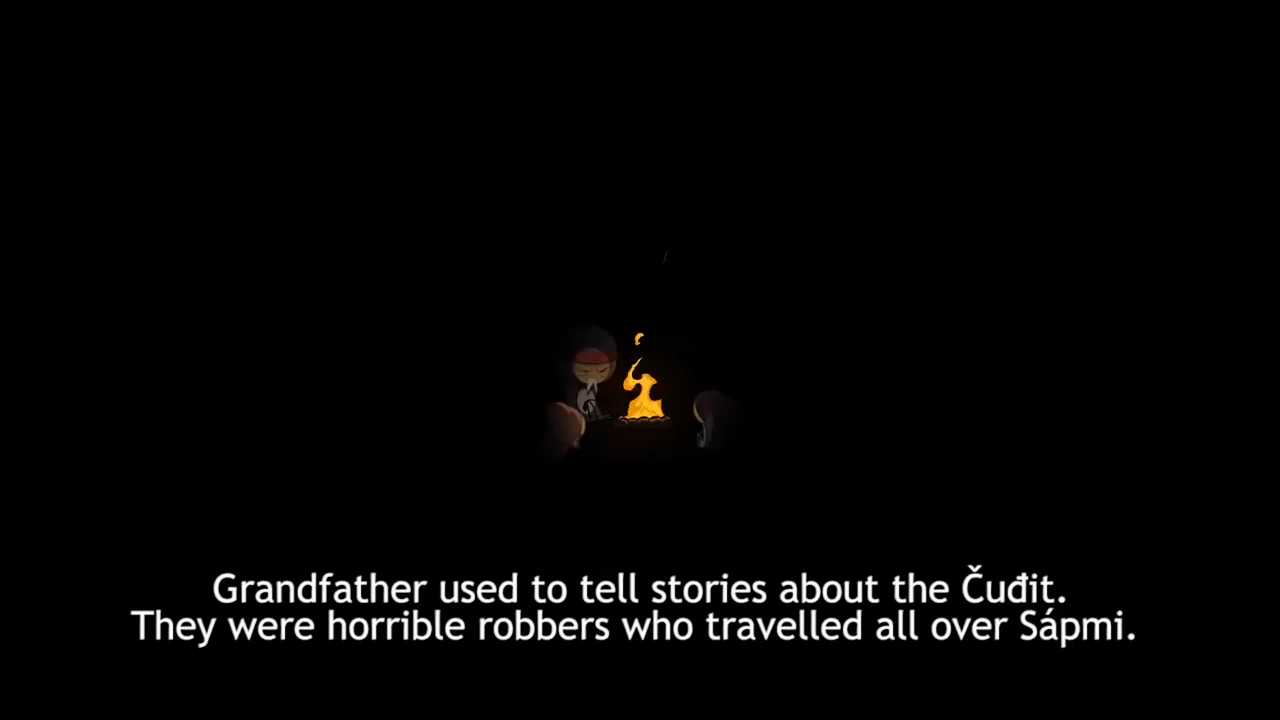 Grandfather used to tell stories about the Čuđit.
They were horrible robbers who travelled all over Sápmi.